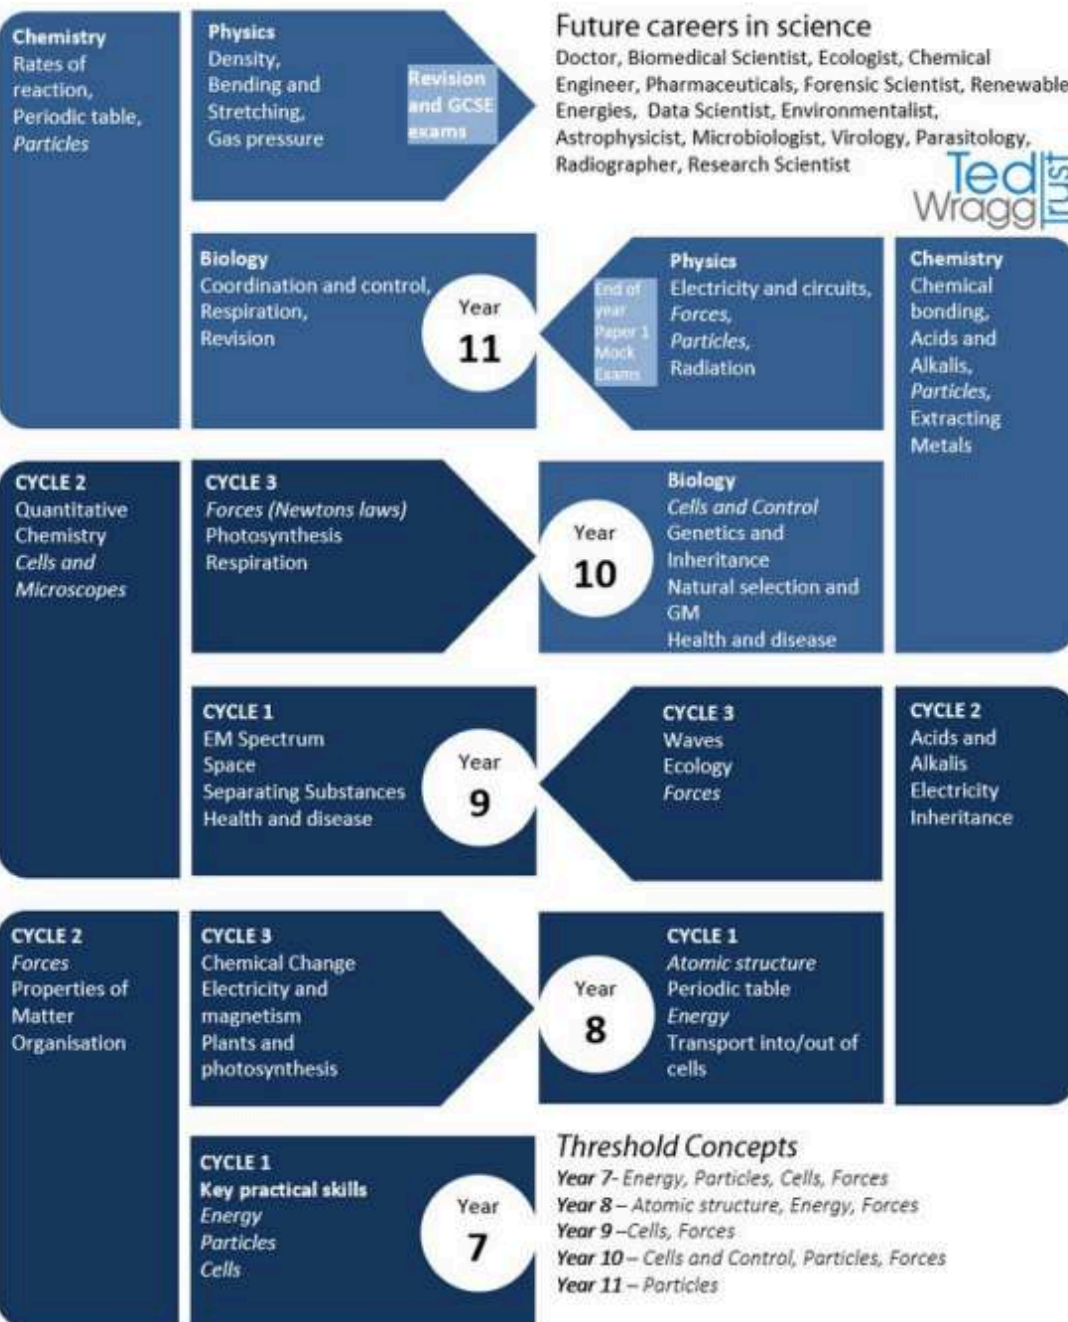 Chemistry
Rates of
reaction,
Periodic table,
Particles
Physics
Density,
Bending and
Stretching,
Gas pressure
Revision
and GCSE
exams
Future careers in science
Doctor, Biomedical Scientist, Ecologist, Chemical
Engineer, Pharmaceuticals, Forensic Scientist, Renewable
Energies, Data Scientist, Environmentalist,
Astrophysicist, Microbiologist, Virology, Parasitology,
Radiographer, Research Scientist
Ted
Wragg
Trust
Biology
Coordination and control,
Respiration,
Revision
Year
11
End of
year
Paper 1
Mock
Exams
Physics
Electricity and circuits,
Forces,
Particles,
Radiation
Chemistry
Chemical
bonding,
Acids and
Alkalis,
Particles,
Extracting
Metals
CYCLE 2
Quantitative
Chemistry
Cells and
Microscopes
CYCLE 3
Forces (Newtons laws)
Photosynthesis
Respiration
Year
10
Biology
Cells and Control
Genetics and
Inheritance
Natural selection and
GM
Health and disease
CYCLE 1
EM Spectrum
Space
Separating Substances
Health and disease
Year
9
CYCLE 3
Waves
Ecology
Forces
CYCLE 2
Acids and
Alkalis
Electricity
Inheritance
CYCLE 2
Forces
Properties of
Matter
Organisation
CYCLE 3
Chemical Change
Electricity and
magnetism
Plants and
photosynthesis
Year
8
CYCLE 1
Atomic structure
Periodic table
Energy
Transport into/out of
cells
CYCLE 1
Key practical skills
Energy
Particles
Cells
Year
7
Threshold Concepts
Year 7- Energy, Particles, Cells, Forces
Year 8 – Atomic structure, Energy, Forces
Year 9 –Cells, Forces
Year 10 – Cells and Control, Particles, Forces
Year 11 – Particles